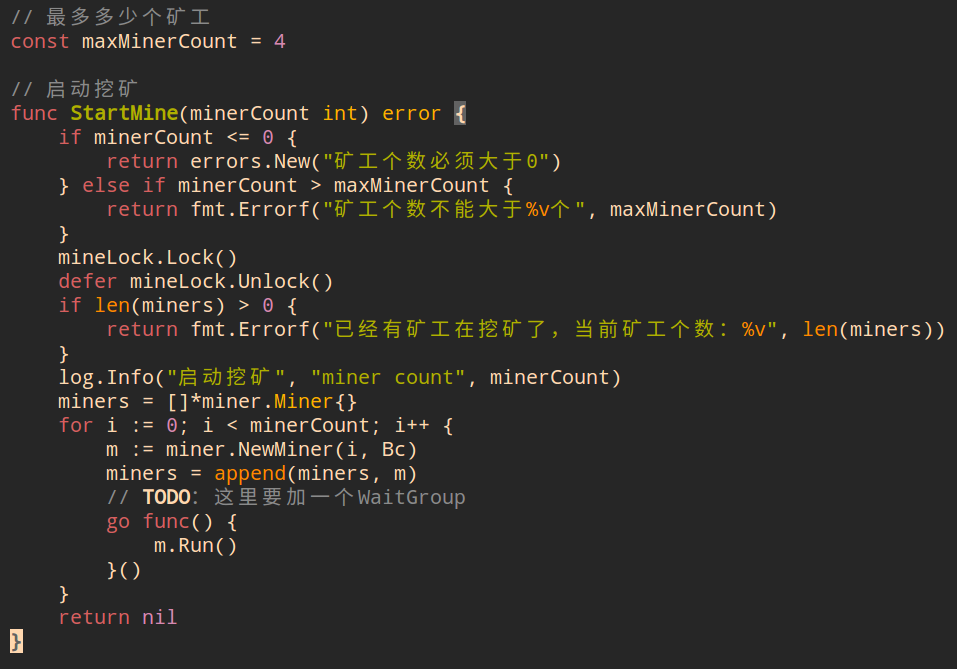 // 最多多少个矿工
const maxMinerCount = 4
// 启动挖矿
func StartMine(minerCount int) error {
    if minerCount <= 0 {
        return errors.New("矿工个数必须大于0")
    } else if minerCount > maxMinerCount {
        return fmt.Errorf("矿工个数不能大于%v个", maxMinerCount)
    }
    mineLock.Lock()
    defer mineLock.Unlock()
    if len(miners) > 0 {
        return fmt.Errorf("已经有矿工在挖矿了，当前矿工个数：%v", len(miners))
    }
    log.Info("启动挖矿", "miner count", minerCount)
    miners = []*miner.Miner{}
    for i := 0; i < minerCount; i++ {
        m := miner.NewMiner(i, Bc)
        miners = append(miners, m)
        // TODO：这里要加一个WaitGroup
        go func() {
            m.Run()
        }()
    }
    return nil
}